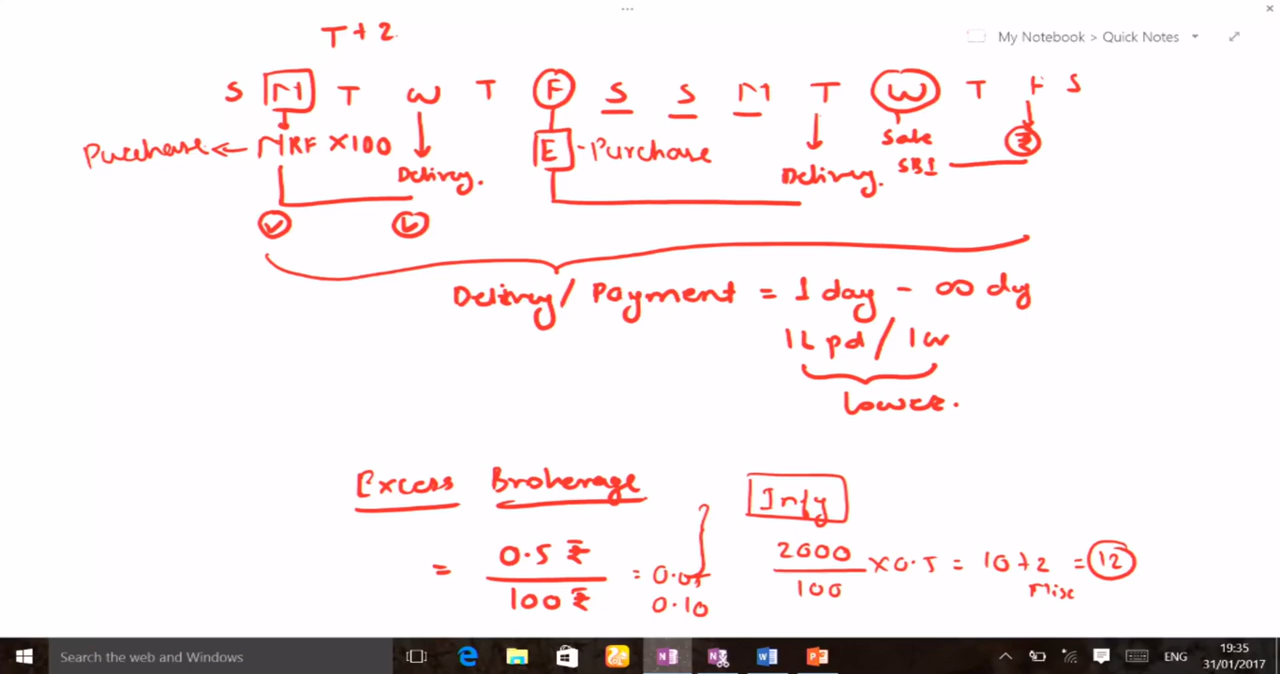 ...
T+2
My Notebook > Quick Notes
S M T W T F S S M T W T F S
Purchase ← MRF ×100 E - Purchase Sale ₹
Delivery. Delivery. SBI
Delivery / Payment = 1 day - ∞ dy
1L pd / 1w
Lower.
Excess Brokerage Infy
= 0.5 ₹ / 100 ₹ = 0.05 2000 / 100 × 0.5 = 10 + 2 = 12
0.10 Misc
Search the web and Windows
ENG
19:35
31/01/2017